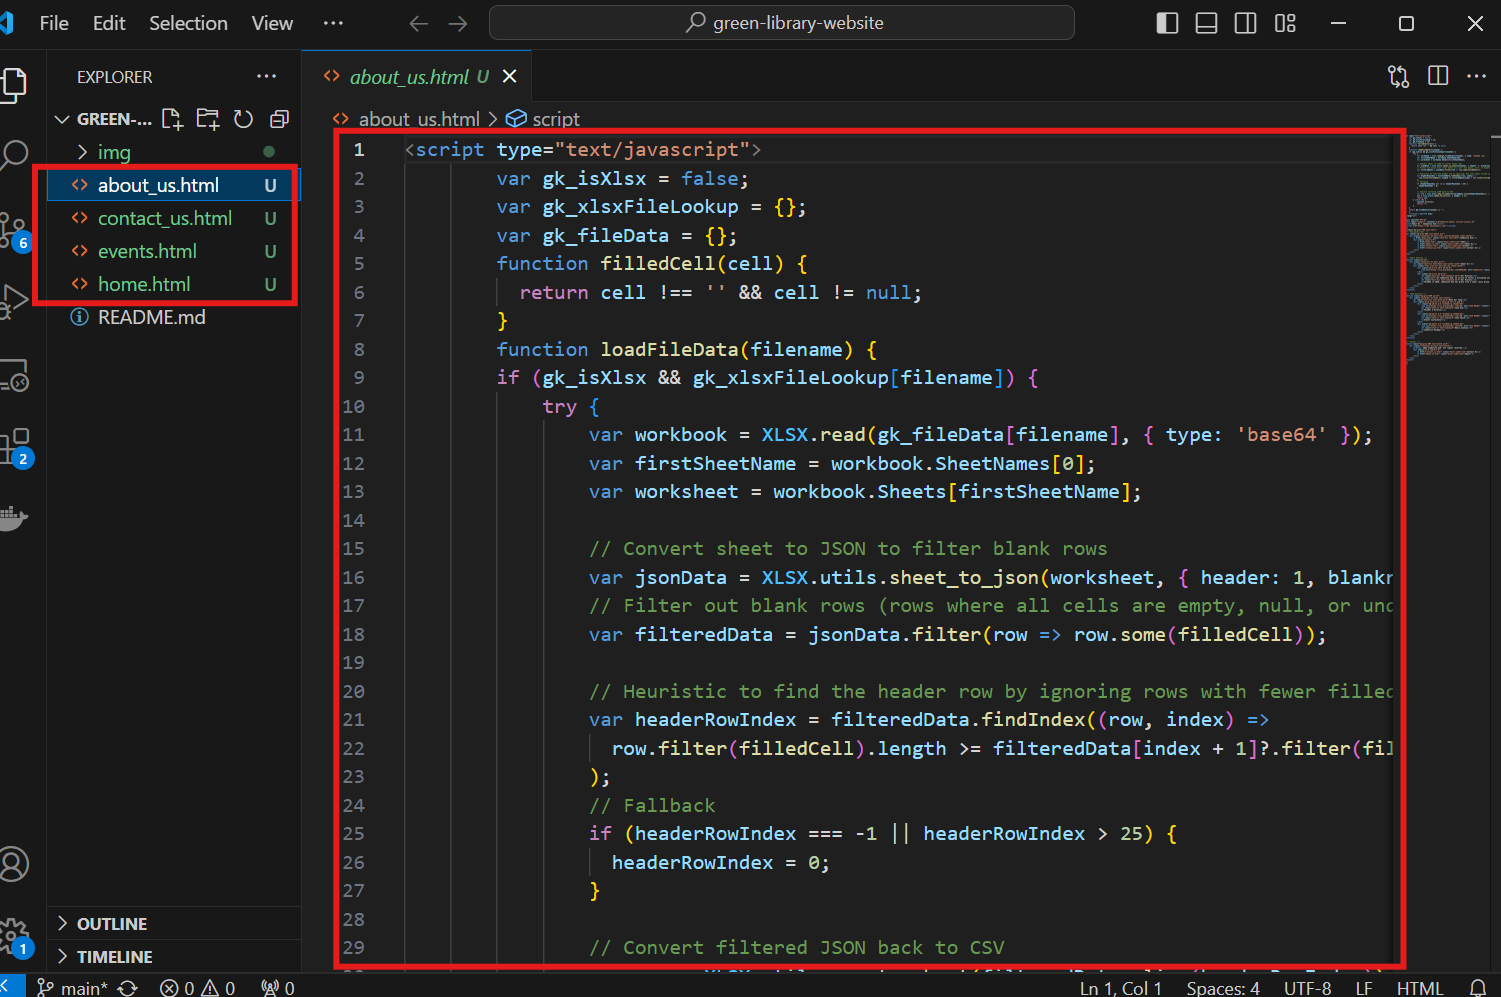 File Edit Selection View ··· green-library-website
EXPLORER ···
about_us.html U
GREEN-...
about_us.html > script
img
about_us.html U
contact_us.html U
events.html U
home.html U
README.md
6
2
1
1 <script type="text/javascript">
2 var gk_isXlsx = false;
3 var gk_xlsxFileLookup = {};
4 var gk_fileData = {};
5 function filledCell(cell) {
6 return cell !== '' && cell != null;
7 }
8 function loadFileData(filename) {
9 if (gk_isXlsx && gk_xlsxFileLookup[filename]) {
10 try {
11 var workbook = XLSX.read(gk_fileData[filename], { type: 'base64' });
12 var firstSheetName = workbook.SheetNames[0];
13 var worksheet = workbook.Sheets[firstSheetName];
14
15 // Convert sheet to JSON to filter blank rows
16 var jsonData = XLSX.utils.sheet_to_json(worksheet, { header: 1, blankr
17 // Filter out blank rows (rows where all cells are empty, null, or und
18 var filteredData = jsonData.filter(row => row.some(filledCell));
19
20 // Heuristic to find the header row by ignoring rows with fewer filled
21 var headerRowIndex = filteredData.findIndex((row, index) =>
22 row.filter(filledCell).length >= filteredData[index + 1]?.filter(fil
23 );
24 // Fallback
25 if (headerRowIndex === -1 || headerRowIndex > 25) {
26 headerRowIndex = 0;
27 }
28
29 // Convert filtered JSON back to CSV
OUTLINE
TIMELINE
main* 0 0 0 Ln 1, Col 1 Spaces: 4 UTF-8 LF HTML